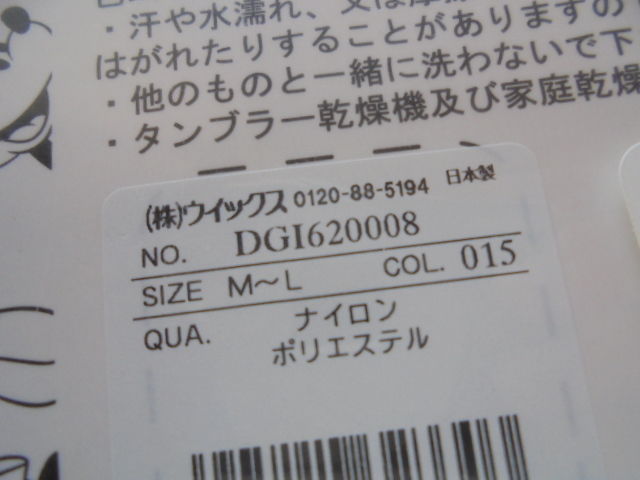 ・汗や水濡れ、又は摩擦
はがれたりすることがありますの
・他のものと一緒に洗わないで下
・タンブラー乾燥機及び家庭乾燥
(株)ウイックス 0120-88-5194 日本製
NO. DGI620008
SIZE M〜L COL. 015
QUA. ナイロン
ポリエステル